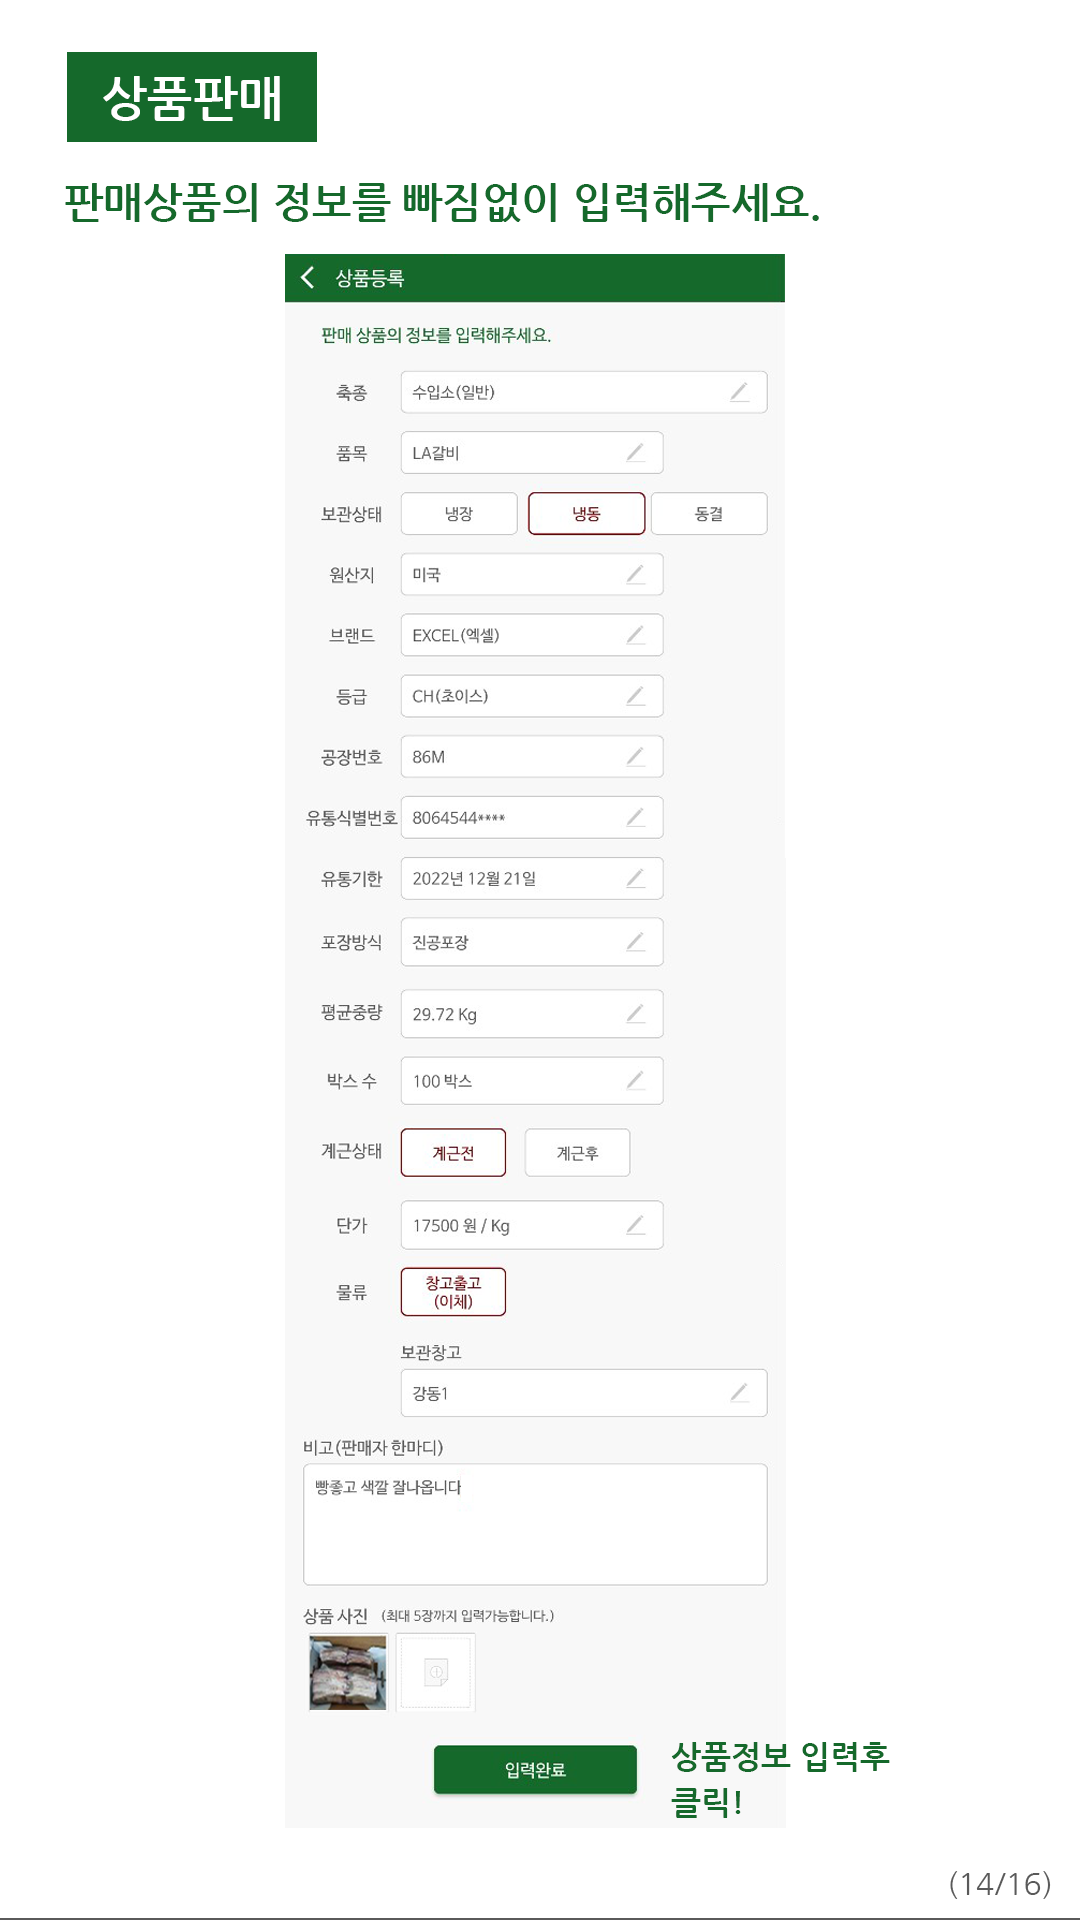 상품판매
판매상품의 정보를 빠짐없이 입력해주세요.
상품등록
판매 상품의 정보를 입력해주세요.
축종 수입소(일반)
품목 LA갈비
보관상태 냉장 냉동 동결
원산지 미국
브랜드 EXCEL(엑셀)
등급 CH(초이스)
공장번호 86M
유통식별번호 8064544****
유통기한 2022년 12월 21일
포장방식 진공포장
평균중량 29.72 Kg
박스 수 100 박스
계근상태 계근전 계근후
단가 17500 원 / Kg
물류 창고출고
(이체)
보관창고
강동1
비고(판매자 한마디)
빵좋고 색깔 잘나옵니다
상품 사진 (최대 5장까지 입력가능합니다.)
입력완료
상품정보 입력후
클릭!
(14/16)